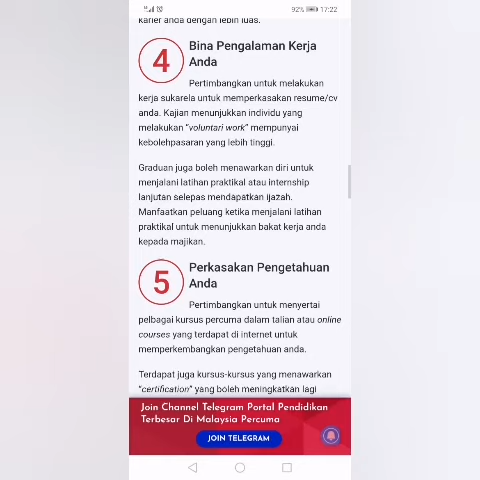 92% 17:22
karier anda dengan lebih luas.
4
Bina Pengalaman Kerja
Anda
Pertimbangkan untuk melakukan
kerja sukarela untuk memperkasakan resume/cv
anda. Kajian menunjukkan individu yang
melakukan "voluntari work" mempunyai
kebolehpasaran yang lebih tinggi.
Graduan juga boleh menawarkan diri untuk
menjalani latihan praktikal atau internship
lanjutan selepas mendapatkan ijazah.
Manfaatkan peluang ketika menjalani latihan
praktikal untuk menunjukkan bakat kerja anda
kepada majikan.
5
Perkasakan Pengetahuan
Anda
Pertimbangkan untuk menyertai
pelbagai kursus percuma dalam talian atau online
courses yang terdapat di internet untuk
memperkembangkan pengetahuan anda.
Terdapat juga kursus-kursus yang menawarkan
"certification" yang boleh meningkatkan lagi
Join Channel Telegram Portal Pendidikan
Terbesar Di Malaysia Percuma
JOIN TELEGRAM